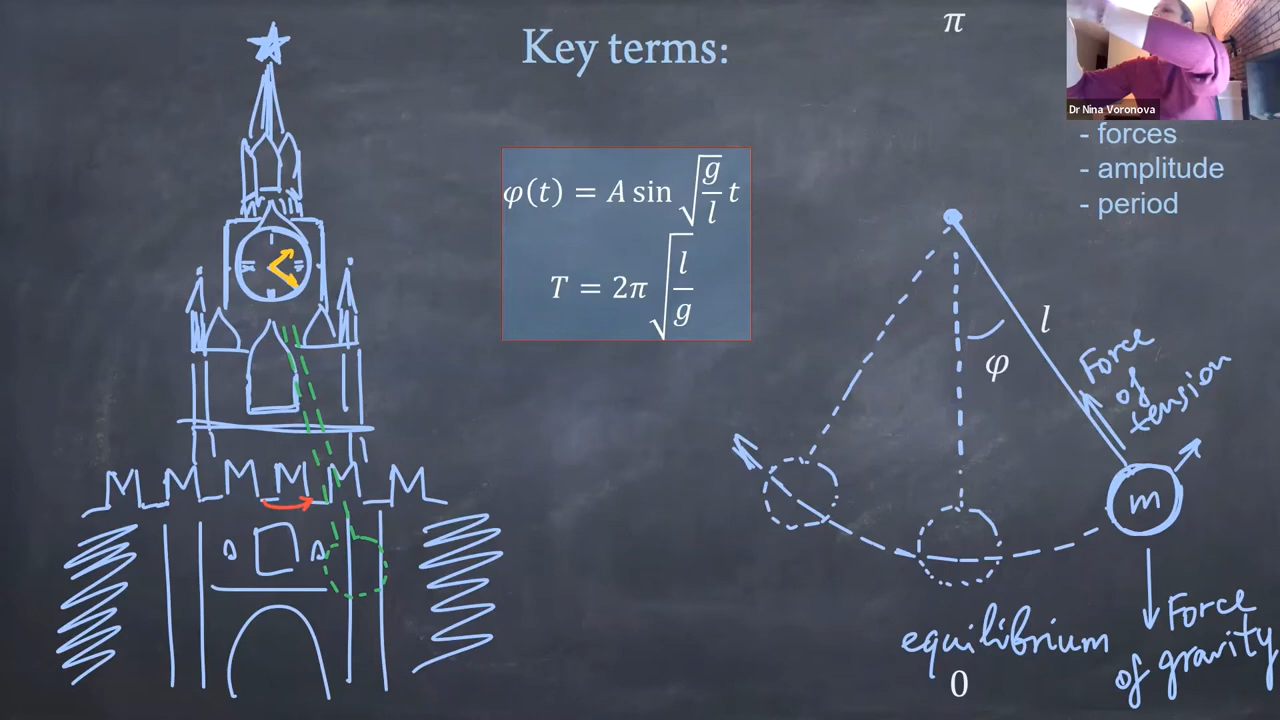 Key terms:
π
Dr Nina Voronova
- forces
- amplitude
- period
φ(t) = A sin √(g/l) t
T = 2π √(l/g)
l
φ
Force
of
tension
m
equilibrium
0
Force
of gravity